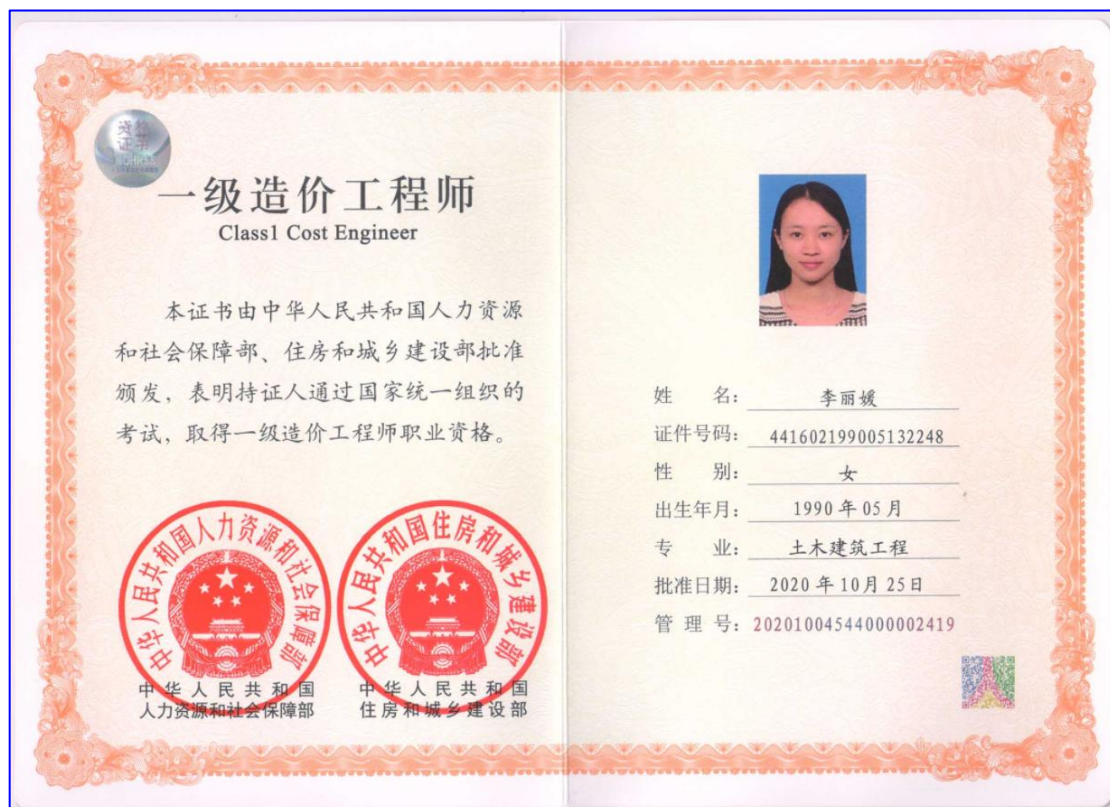 资格
证书
一级造价工程师
Class1 Cost Engineer
本证书由中华人民共和国人力资源
和社会保障部、住房和城乡建设部批准
颁发，表明持证人通过国家统一组织的
考试，取得一级造价工程师职业资格。
中华人民共和国人力资源和社会保障部
中华人民共和国住房和城乡建设部
中华人民共和国
人力资源和社会保障部
中华人民共和国
住房和城乡建设部
姓名：李丽媛
证件号码：441602199005132248
性别：女
出生年月：1990年05月
专业：土木建筑工程
批准日期：2020年10月25日
管理号：20201004544000002419